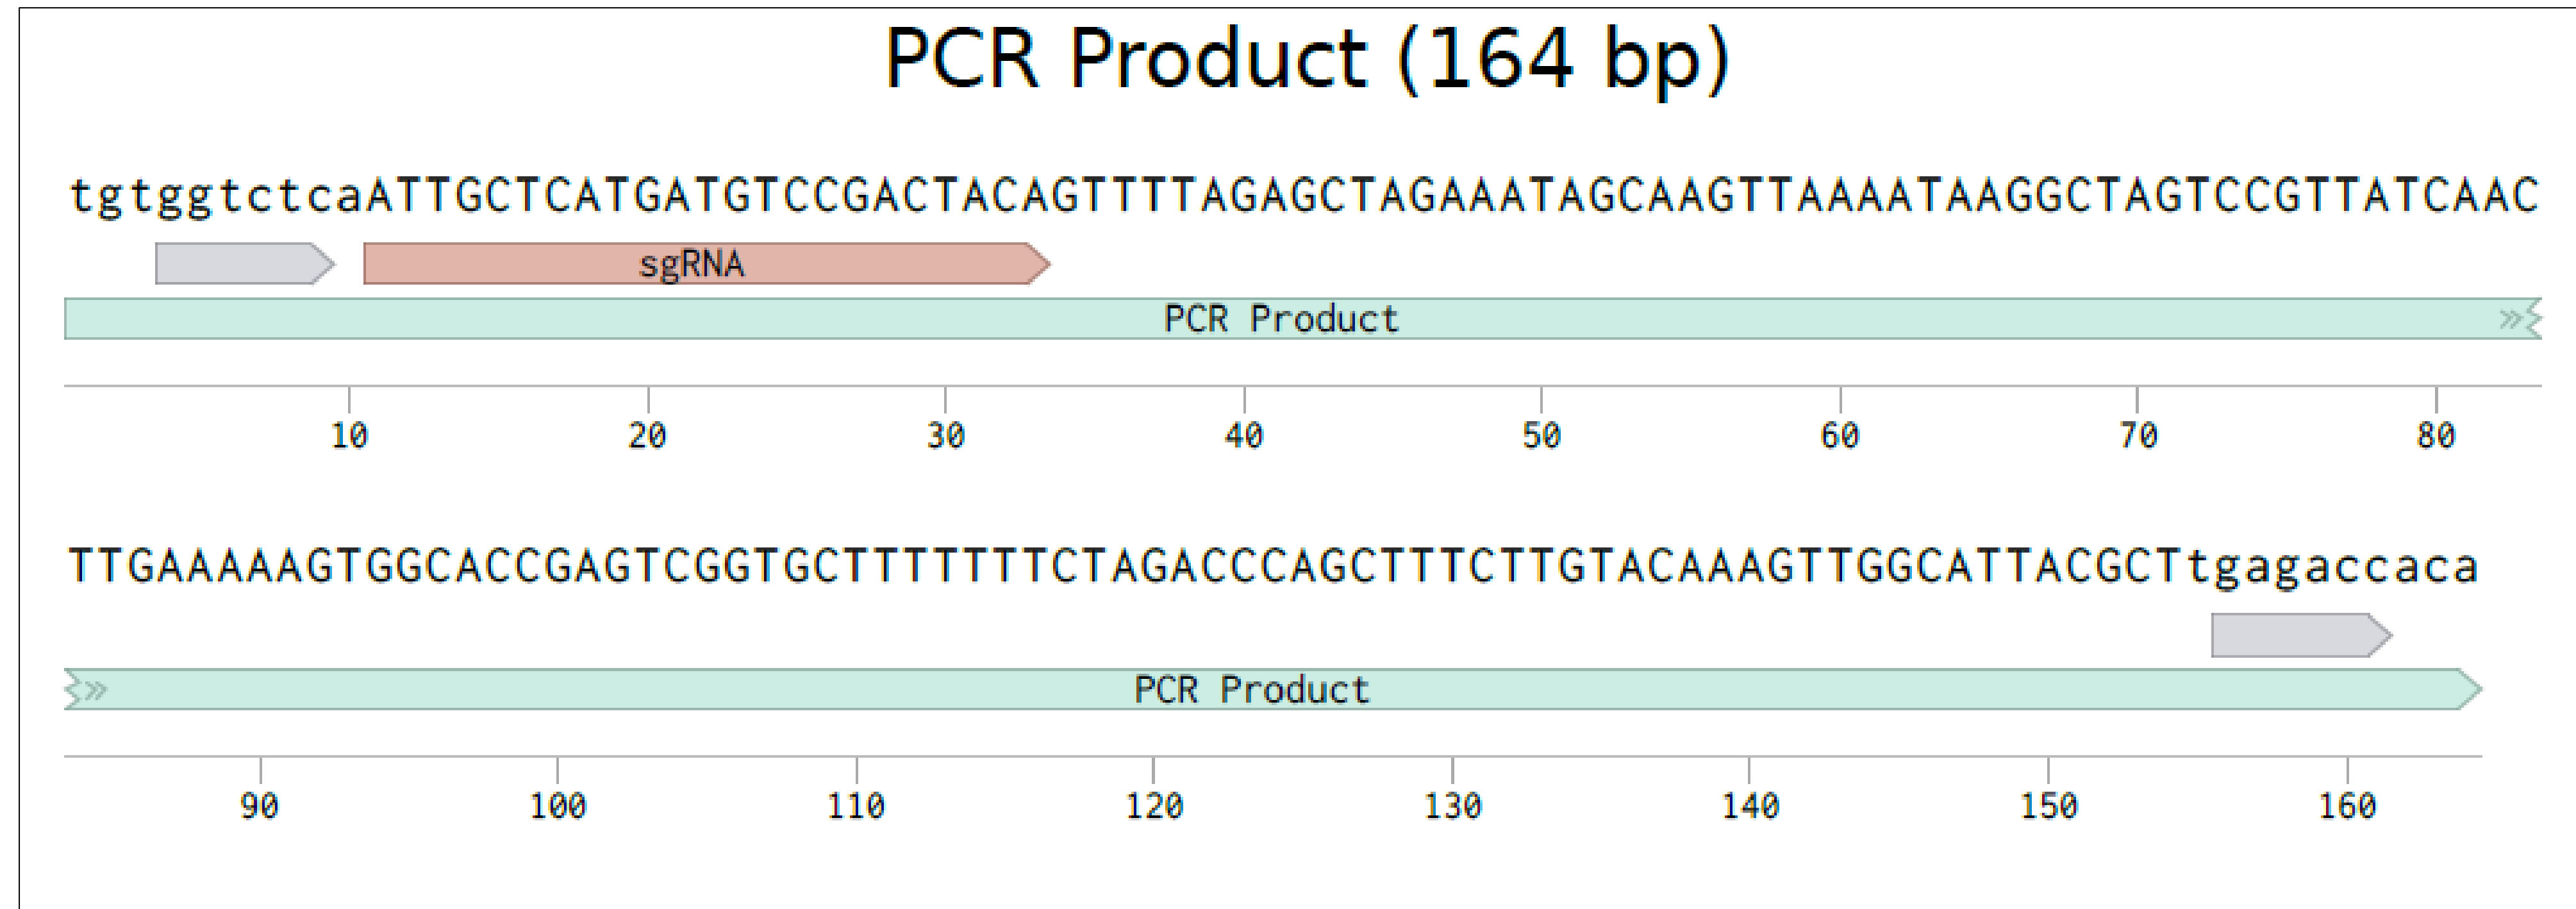 PCR Product (164 bp)
tgtggtctcaATTGCTCATGATGTCCGACTACAGTTTTAGAGCTAGAAATAGCAAGTTAAAATAAGGCTAGTCCGTTATCAAC
sgRNA
PCR Product
10 20 30 40 50 60 70 80
TTGAAAAAGTGGCACCGAGTCGGTGCTTTTTTTCTAGACCCAGCTTTCTTGTACAAAGTTGGCATTACGCTtgagaccaca
PCR Product
90 100 110 120 130 140 150 160